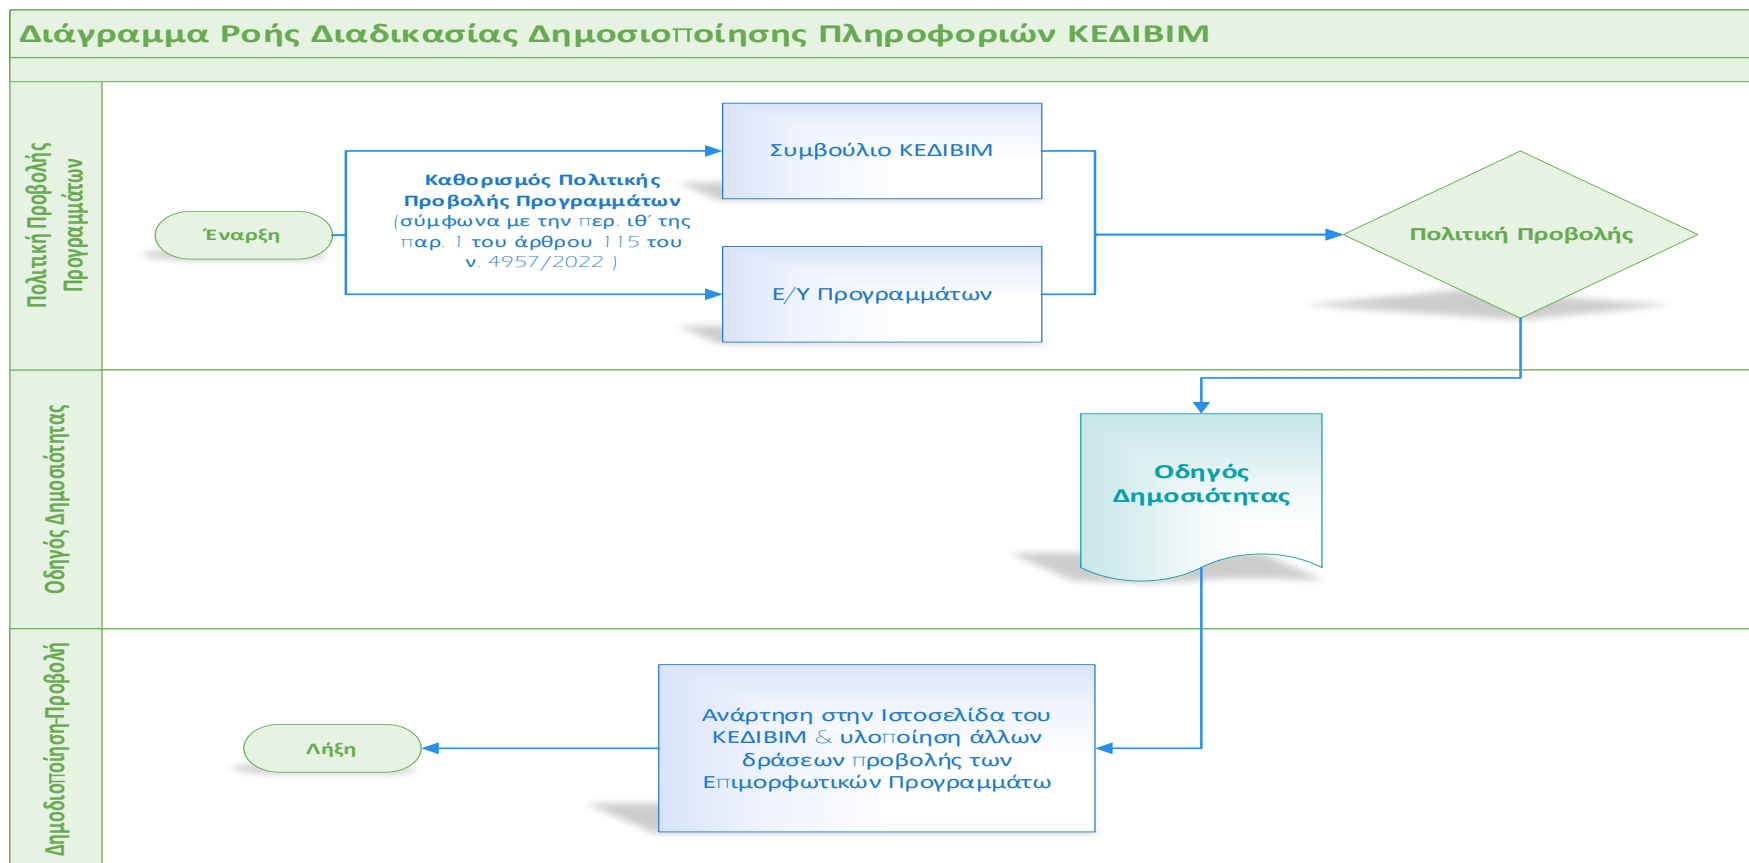 Διάγραμμα Ροής Διαδικασίας Δημοσιοποίησης Πληροφοριών ΚΕΔΙΒΙΜ
Πολιτική Προβολής
Προγραμμάτων
Έναρξη
Καθορισμός Πολιτικής
Προβολής Προγραμμάτων
(σύμφωνα με την περ. ιθ΄ της
παρ. 1 του άρθρου 115 του
ν. 4957/2022 )
Συμβούλιο ΚΕΔΙΒΙΜ
Ε/Υ Προγραμμάτων
Πολιτική Προβολής
Οδηγός Δημοσιότητας
Οδηγός
Δημοσιότητας
Δημοδιοποίηση-Προβολή
Ανάρτηση στην Ιστοσελίδα του
ΚΕΔΙΒΙΜ & υλοποίηση άλλων
δράσεων προβολής των
Επιμορφωτικών Προγραμμάτω
Λήξη